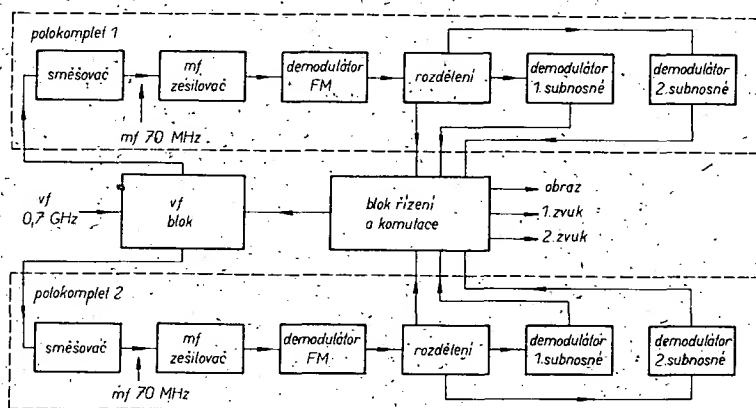 polokomplet 1
směšovač
mf
zesilovač
demodulátor
FM
rozdělení
demodulátor
1. subnosné
demodulátor
2. subnosné
mf 70 MHz
vf
0,7 GHz
vf
blok
blok řízení
a komutace
obraz
1. zvuk
2. zvuk
polokomplet 2
směšovač
mf
zesilovač
demodulátor
FM
rozdělení
demodulátor
1. subnosné
demodulátor
2. subnosné
mf 70 MHz